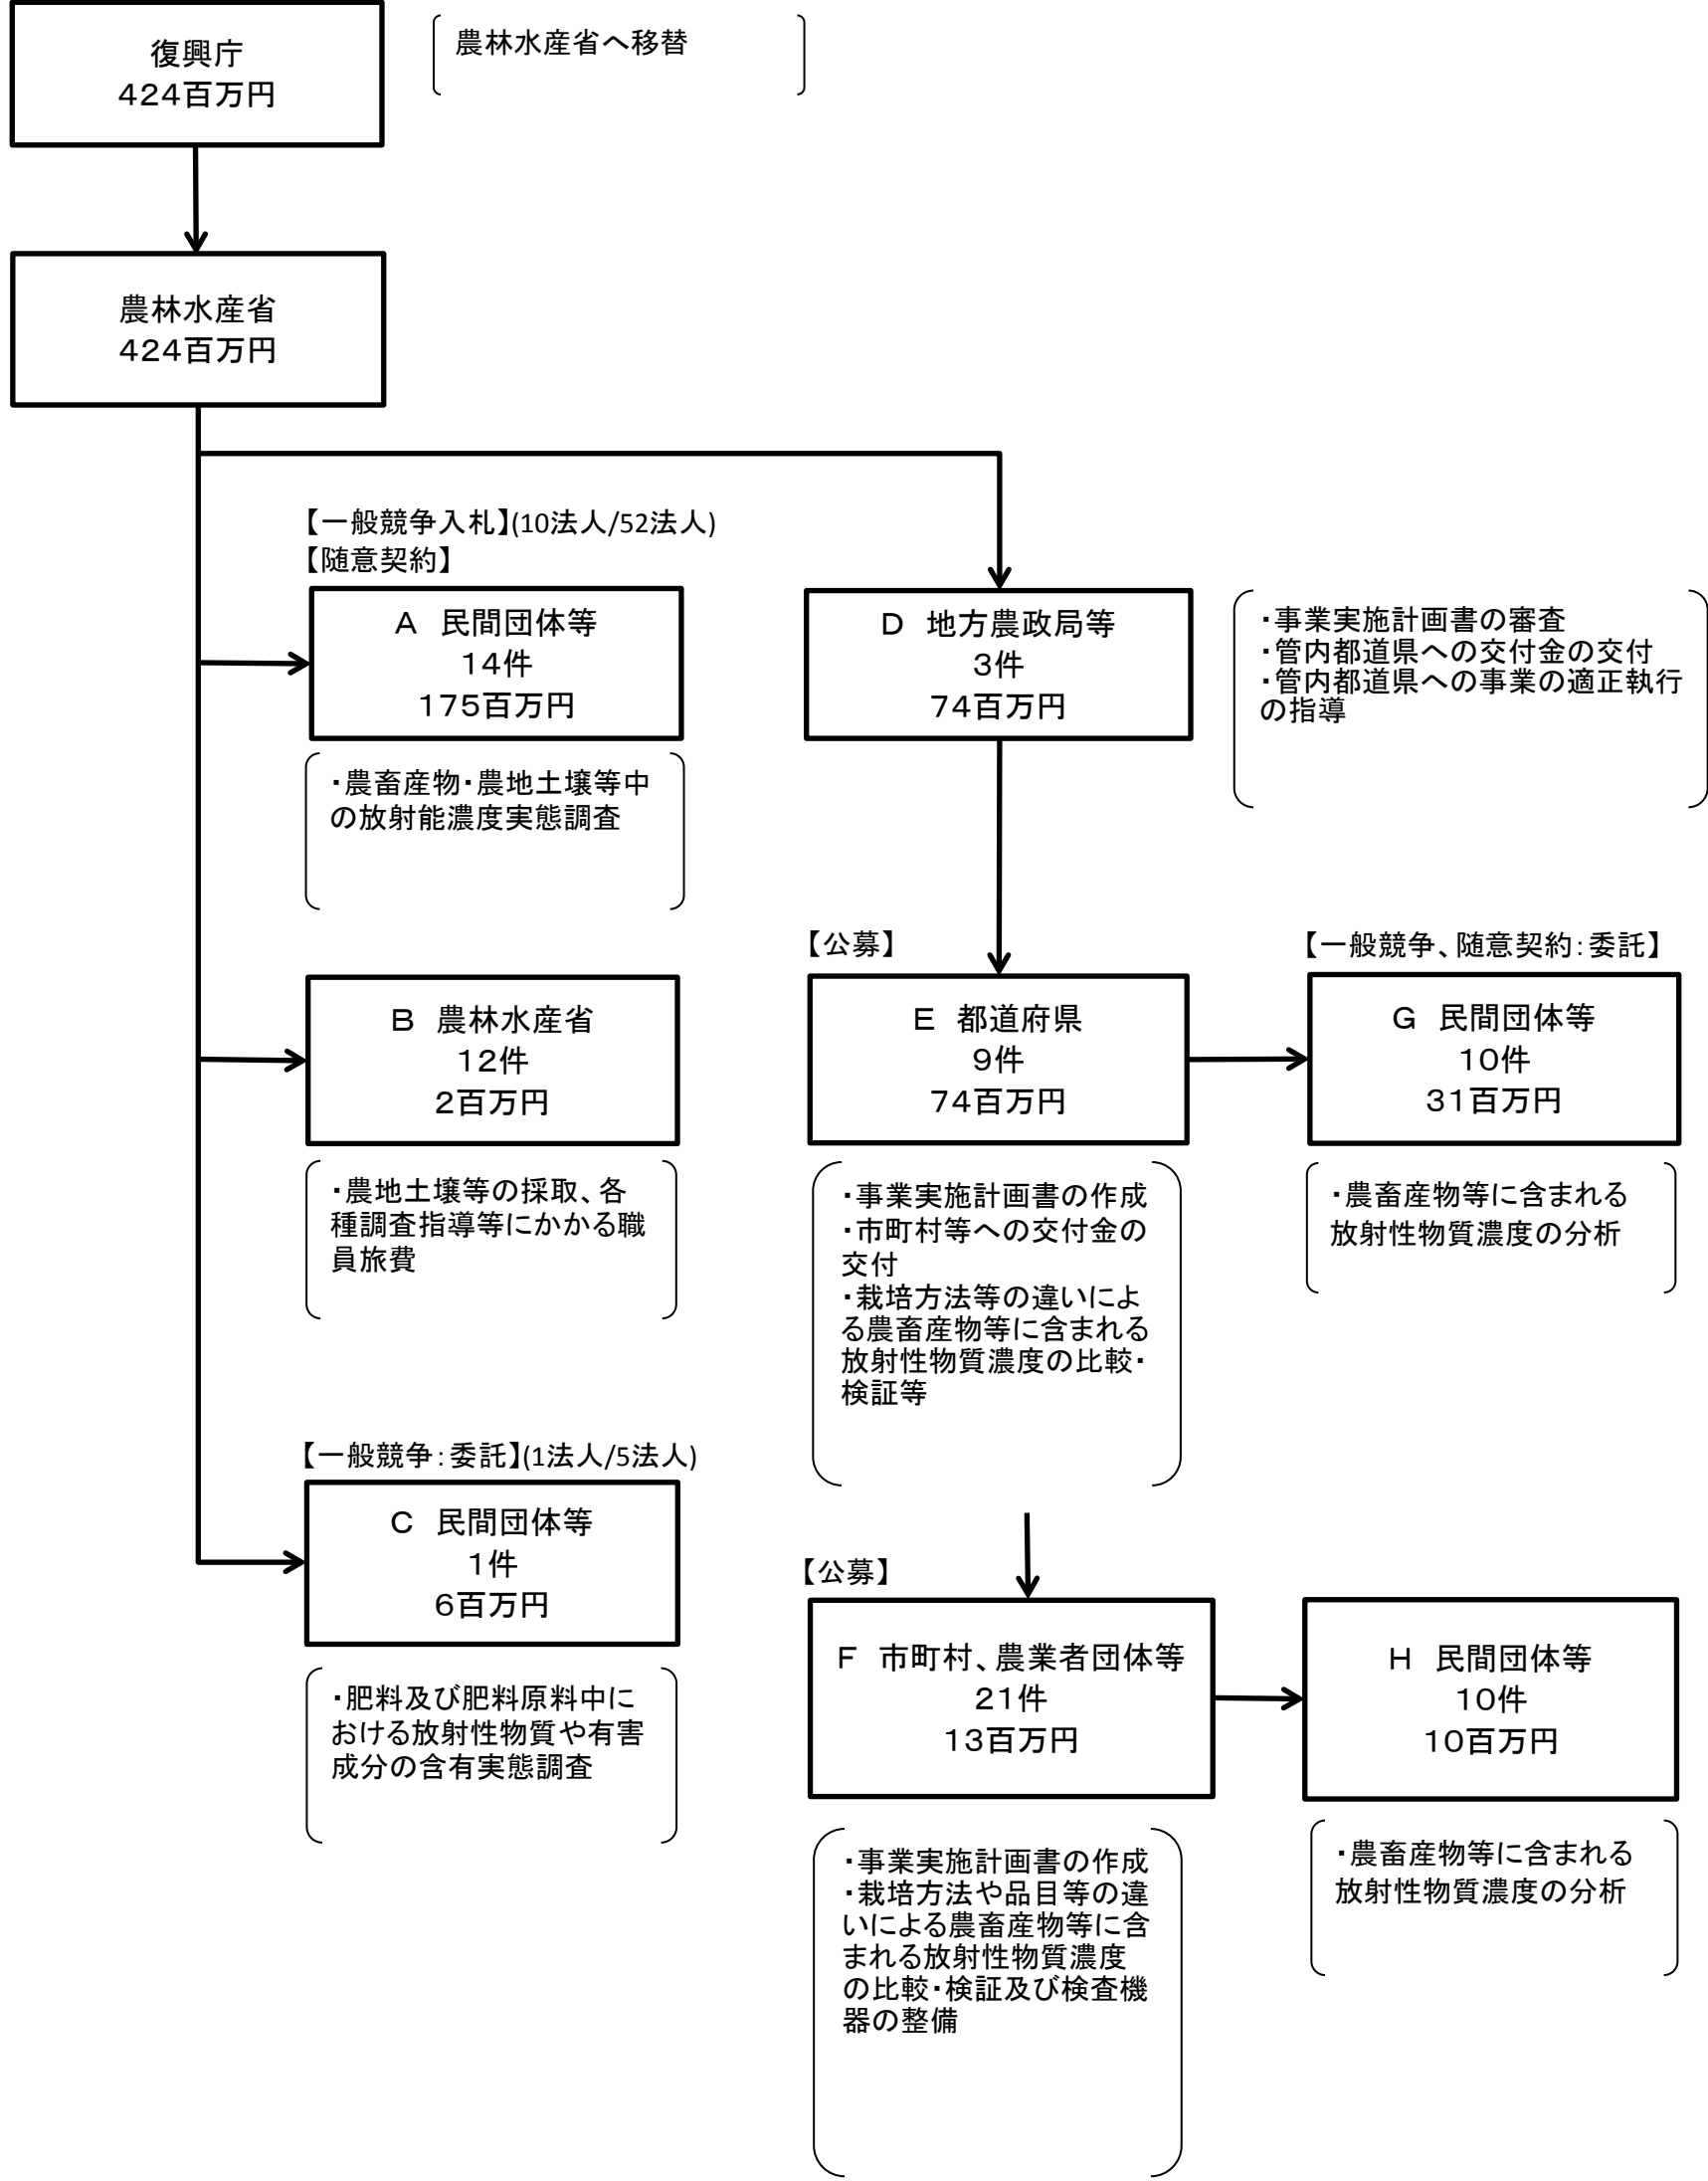 復興庁
４２４百万円
農林水産省へ移替
農林水産省
４２４百万円
【一般競争入札】(10法人/52法人)
【随意契約】
Ａ　民間団体等
１４件
１７５百万円
・農畜産物・農地土壌等中
の放射能濃度実態調査
Ｄ　地方農政局等
３件
７４百万円
・事業実施計画書の審査
・管内都道県への交付金の交付
・管内都道県への事業の適正執行
の指導
Ｂ　農林水産省
１２件
２百万円
・農地土壌等の採取、各
種調査指導等にかかる職
員旅費
【公募】
Ｅ　都道府県
９件
７４百万円
・事業実施計画書の作成
・市町村等への交付金の
交付
・栽培方法等の違いによ
る農畜産物等に含まれる
放射性物質濃度の比較・
検証等
【一般競争、随意契約：委託】
Ｇ　民間団体等
１０件
３１百万円
・農畜産物等に含まれる
放射性物質濃度の分析
【一般競争：委託】(1法人/5法人)
Ｃ　民間団体等
１件
６百万円
・肥料及び肥料原料中に
おける放射性物質や有害
成分の含有実態調査
【公募】
Ｆ　市町村、農業者団体等
２１件
１３百万円
・事業実施計画書の作成
・栽培方法や品目等の違
いによる農畜産物等に含
まれる放射性物質濃度
の比較・検証及び検査機
器の整備
Ｈ　民間団体等
１０件
１０百万円
・農畜産物等に含まれる
放射性物質濃度の分析